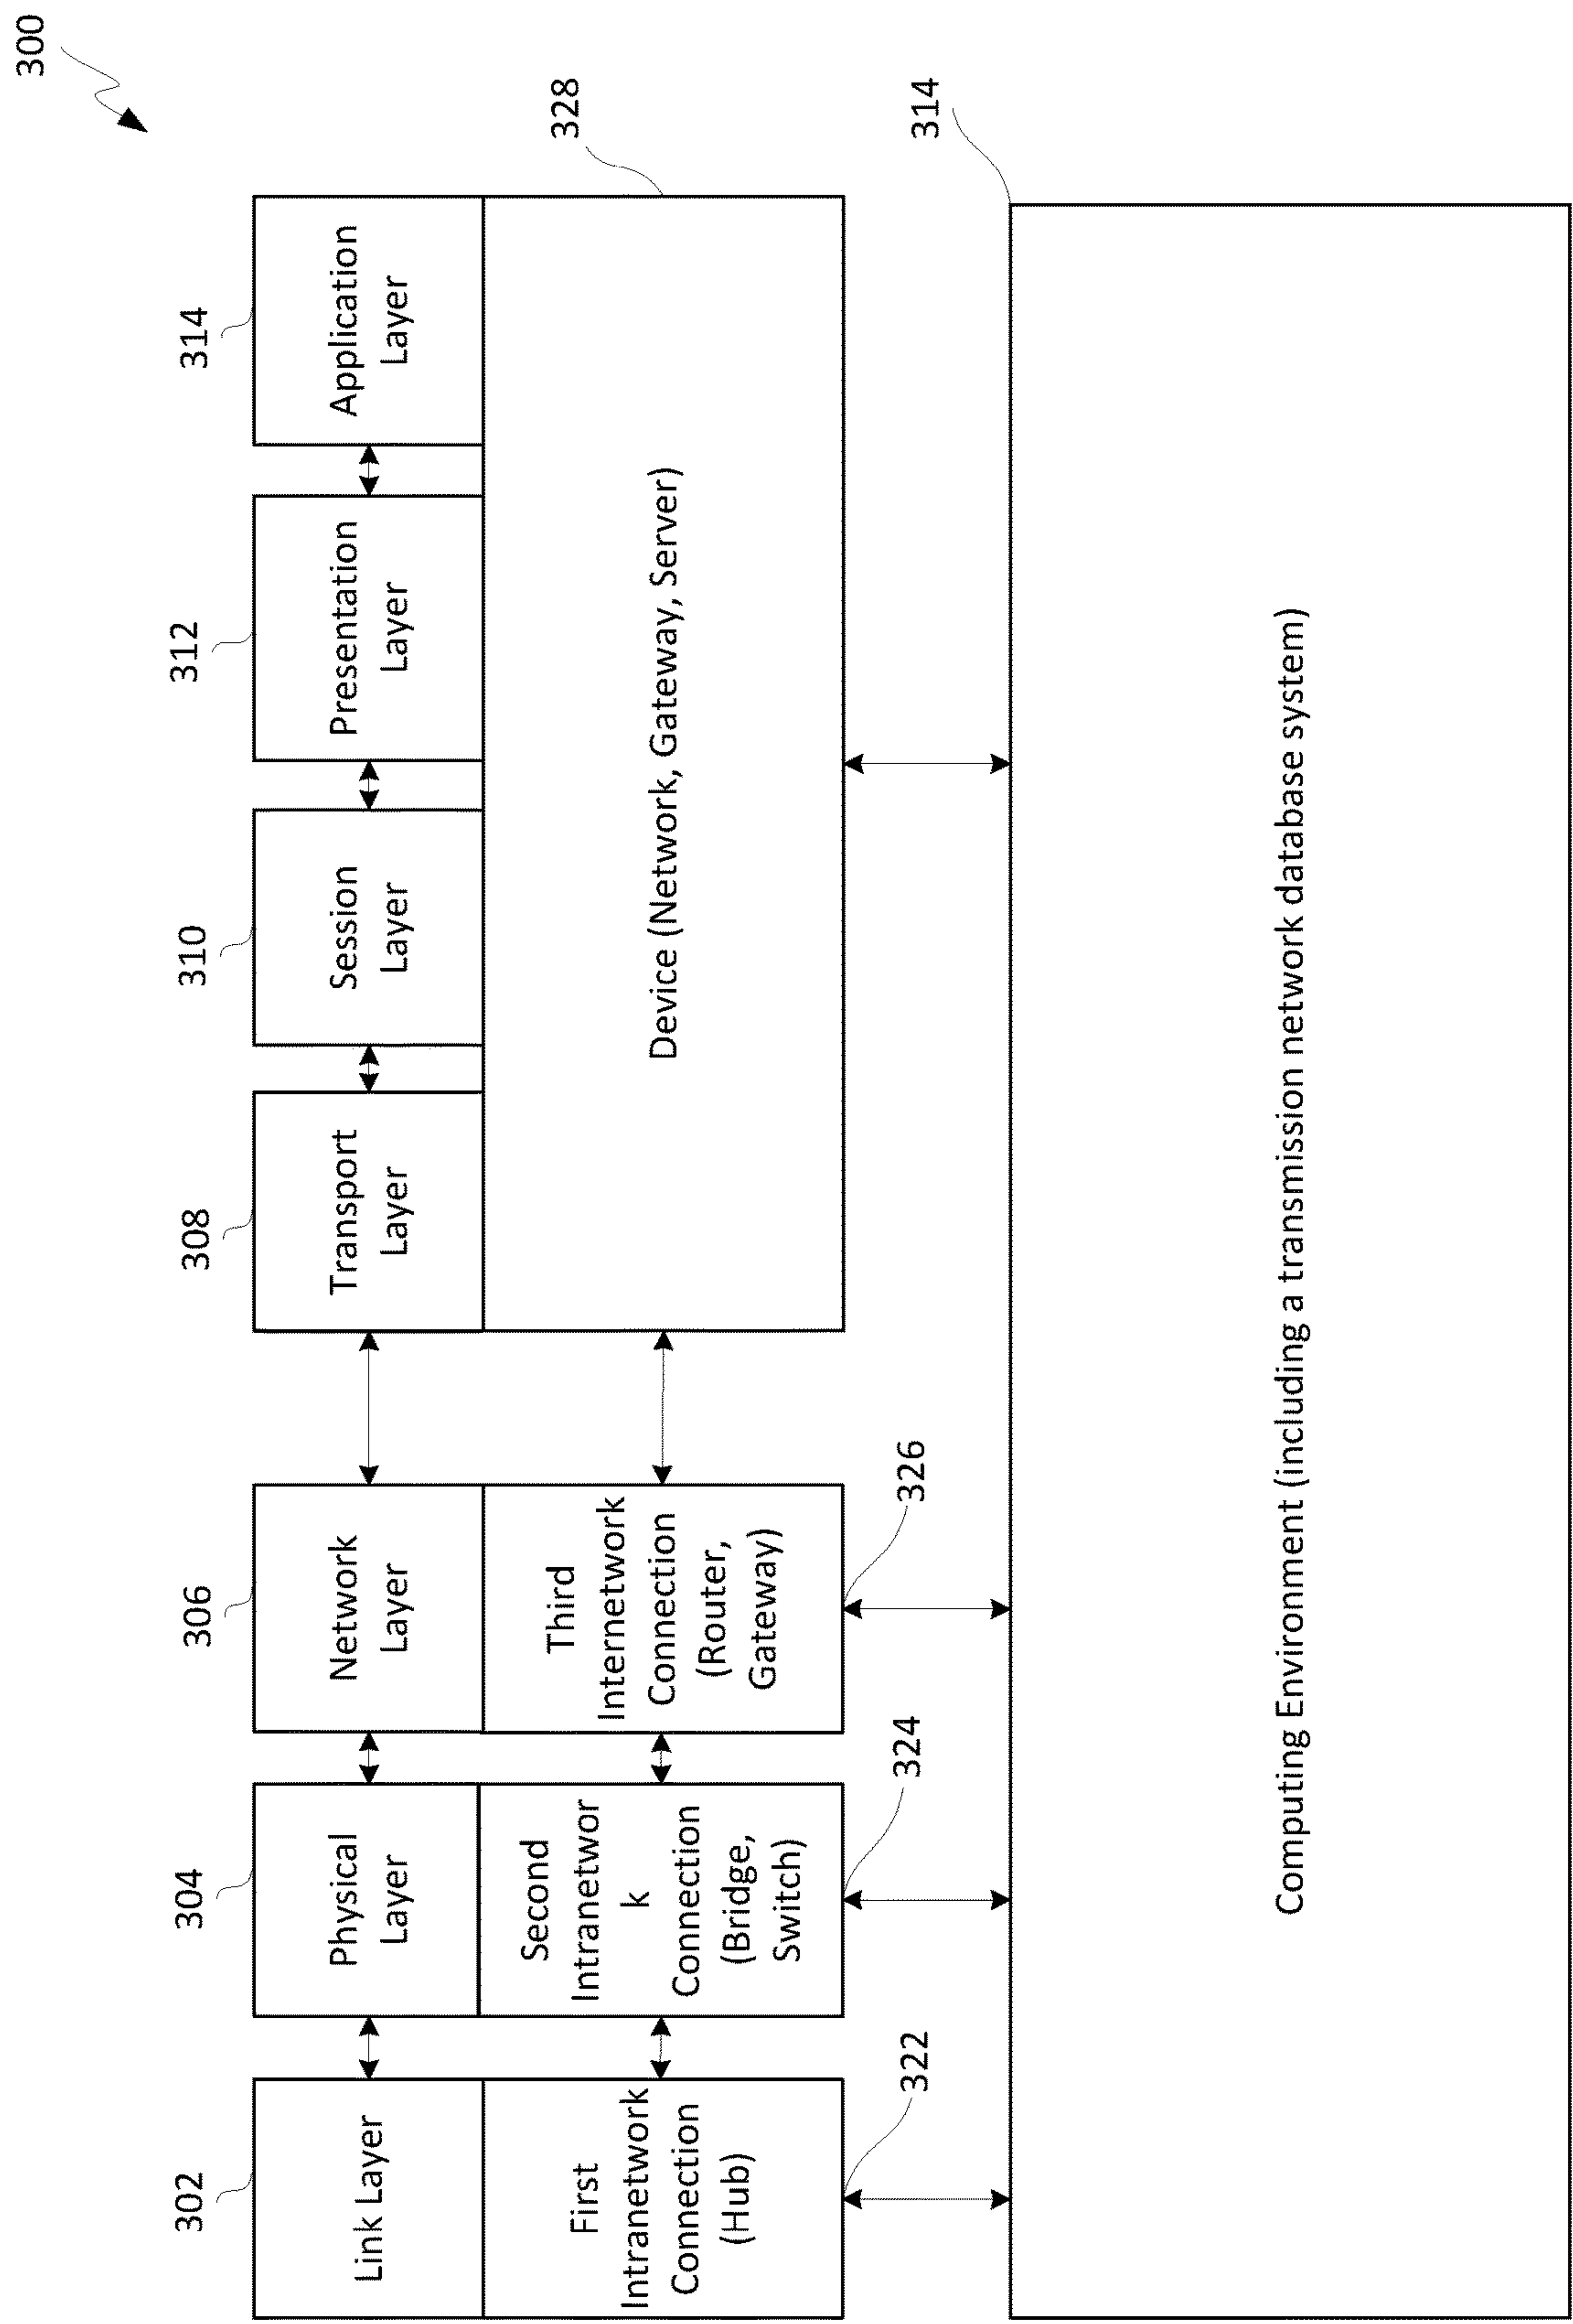 300
302
Link Layer
304
Physical
Layer
306
Network
Layer
308
Transport
Layer
310
Session
Layer
312
Presentation
Layer
314
Application
Layer
First
Intranetwork
Connection
(Hub)
322
Second
Intranetwor
k
Connection
(Bridge,
Switch)
324
Third
Internetwork
Connection
(Router,
Gateway)
326
Device (Network, Gateway, Server)
328
Computing Environment (including a transmission network database system)
314